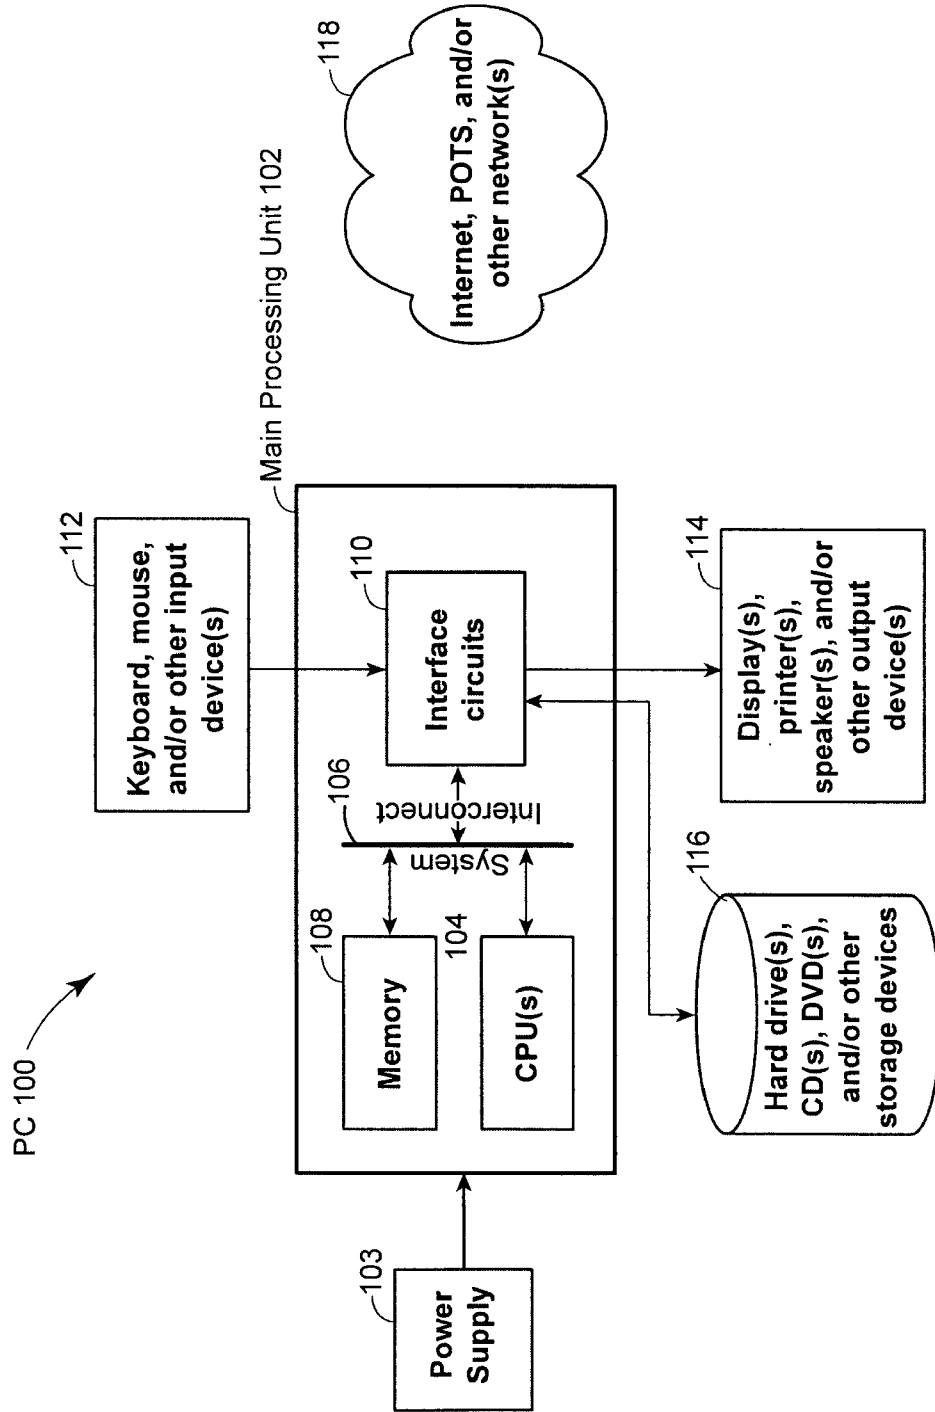 PC 100
112
Keyboard, mouse,
and/or other input
device(s)
Main Processing Unit 102
118
Internet, POTS, and/or
other network(s)
103
Power
Supply
108
Memory
104
CPU(s)
106
System
Interconnect
110
Interface
circuits
116
Hard drive(s),
CD(s), DVD(s),
and/or other
storage devices
114
Display(s),
printer(s),
speaker(s), and/or
other output
device(s)